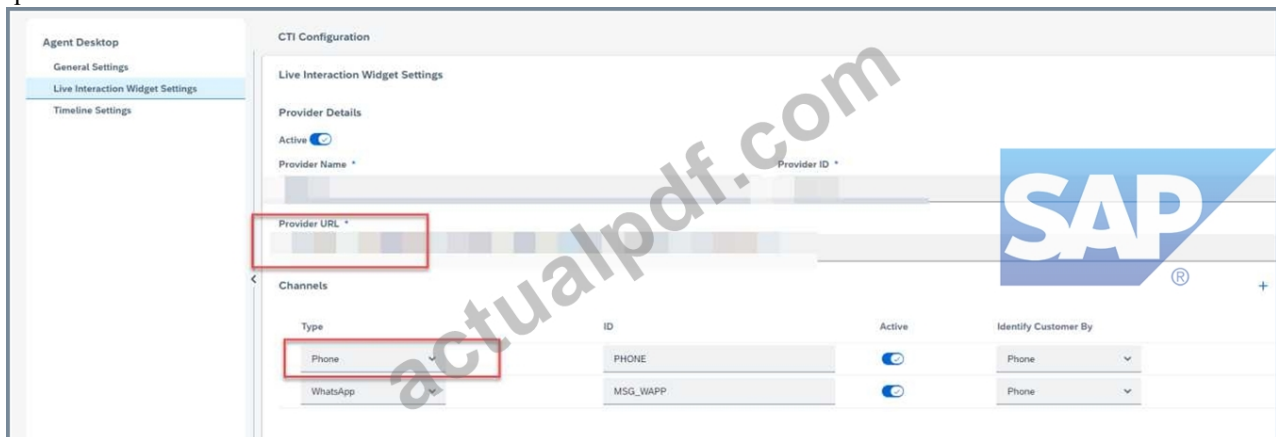 Agent Desktop
General Settings
Live Interaction Widget Settings
Timeline Settings
CTI Configuration
Live Interaction Widget Settings
Provider Details
Active
Provider Name *
Provider ID *
Provider URL *
Channels
Type
ID
Active
Identify Customer By
Phone
PHONE
Phone
WhatsApp
MSG_WAPP
Phone
actualpdf.com
SAP
®